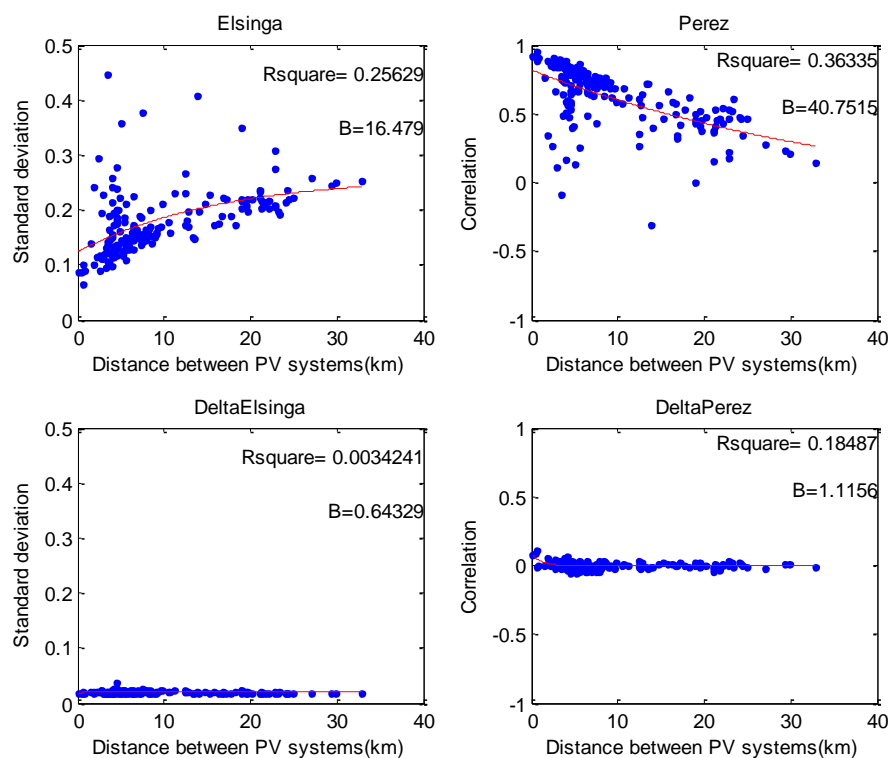 Elsinga
Rsquare= 0.25629
B=16.479
Standard deviation
0.5
0.4
0.3
0.2
0.1
0
0 10 20 30 40
Distance between PV systems(km)
Perez
Rsquare= 0.36335
B=40.7515
Correlation
1
0.5
0
-0.5
-1
0 10 20 30 40
Distance between PV systems(km)
DeltaElsinga
Rsquare= 0.0034241
B=0.64329
Standard deviation
0.5
0.4
0.3
0.2
0.1
0
0 10 20 30 40
Distance between PV systems(km)
DeltaPerez
Rsquare= 0.18487
B=1.1156
Correlation
1
0.5
0
-0.5
-1
0 10 20 30 40
Distance between PV systems(km)